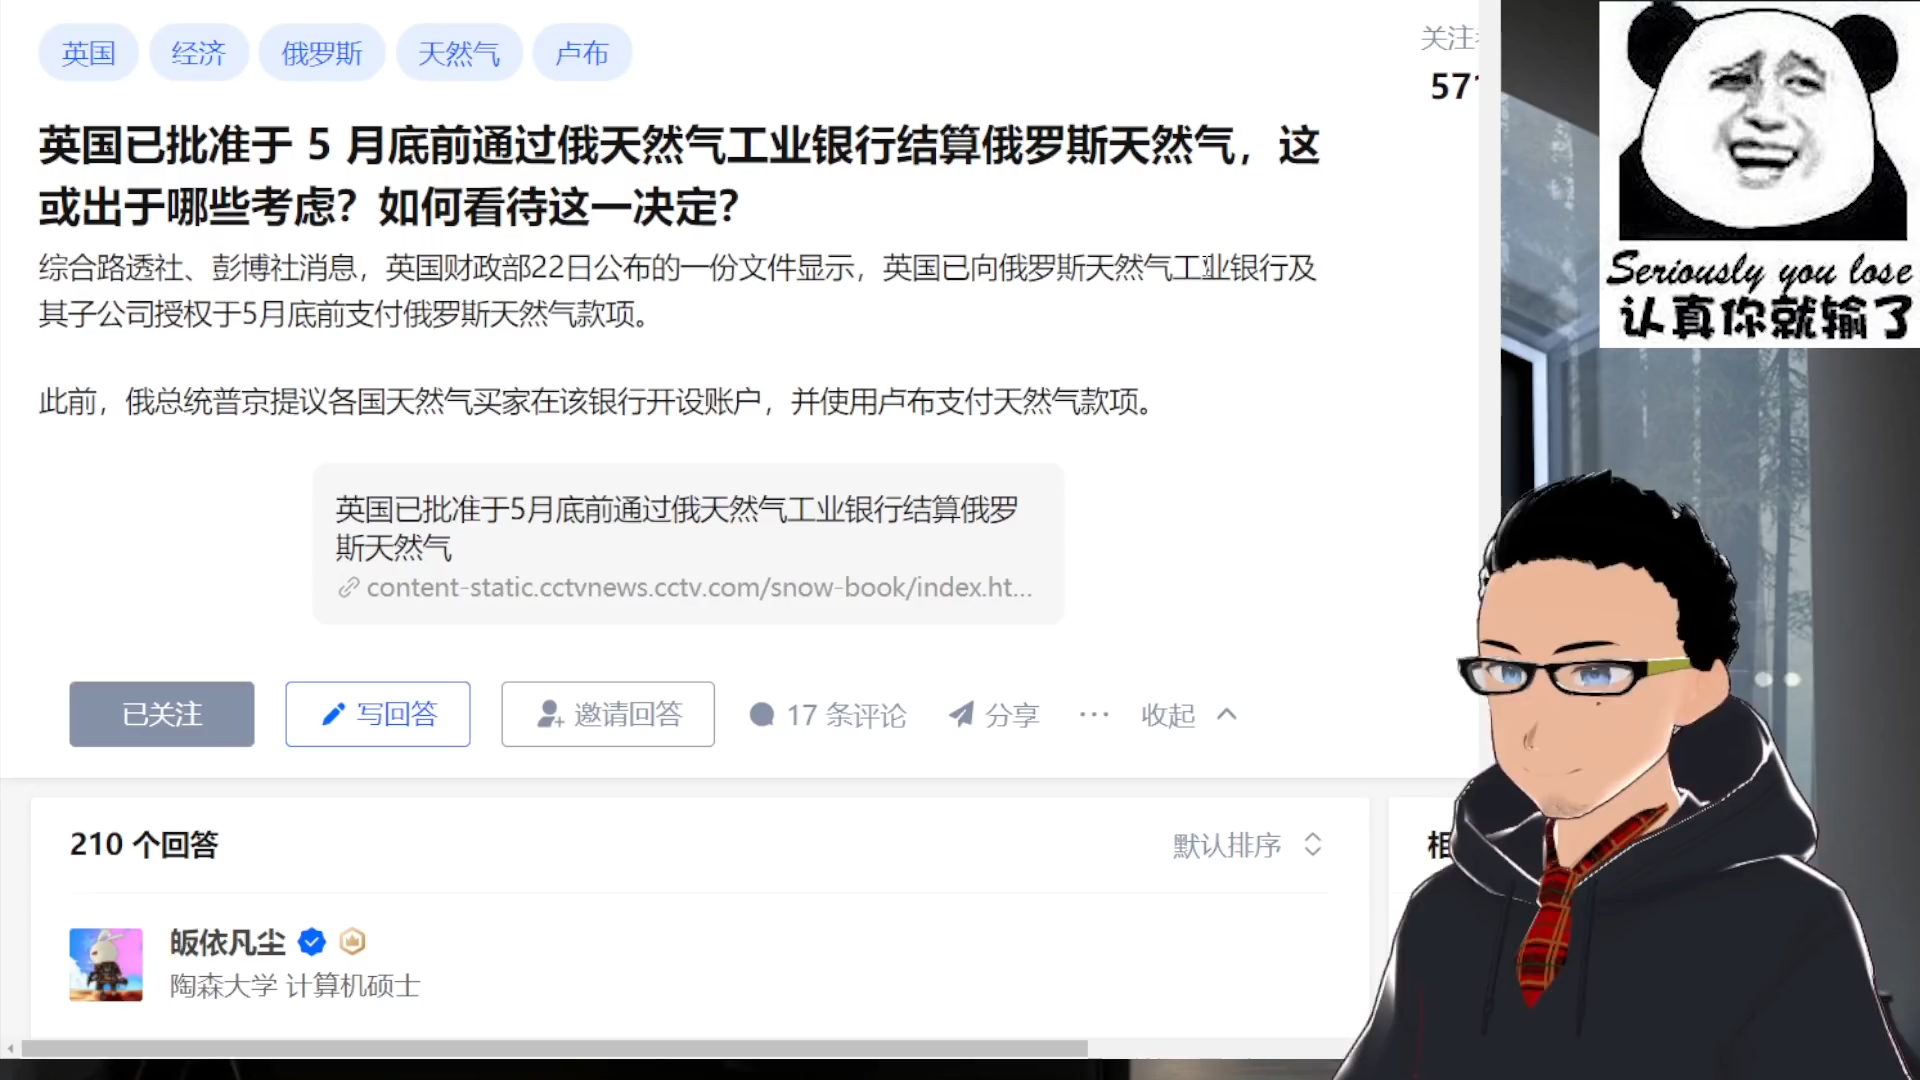 英国 经济 俄罗斯 天然气 卢布
关注
57
英国已批准于 5 月底前通过俄天然气工业银行结算俄罗斯天然气，这
或出于哪些考虑？如何看待这一决定？
综合路透社、彭博社消息，英国财政部22日公布的一份文件显示，英国已向俄罗斯天然气工业银行及
其子公司授权于5月底前支付俄罗斯天然气款项。
此前，俄总统普京提议各国天然气买家在该银行开设账户，并使用卢布支付天然气款项。
英国已批准于5月底前通过俄天然气工业银行结算俄罗
斯天然气
content-static.cctvnews.cctv.com/snow-book/index.ht...
已关注 写回答 邀请回答 17 条评论 分享 ··· 收起
210 个回答
默认排序
相
皈依凡尘
陶森大学 计算机硕士
Seriously you lose
认真你就输了